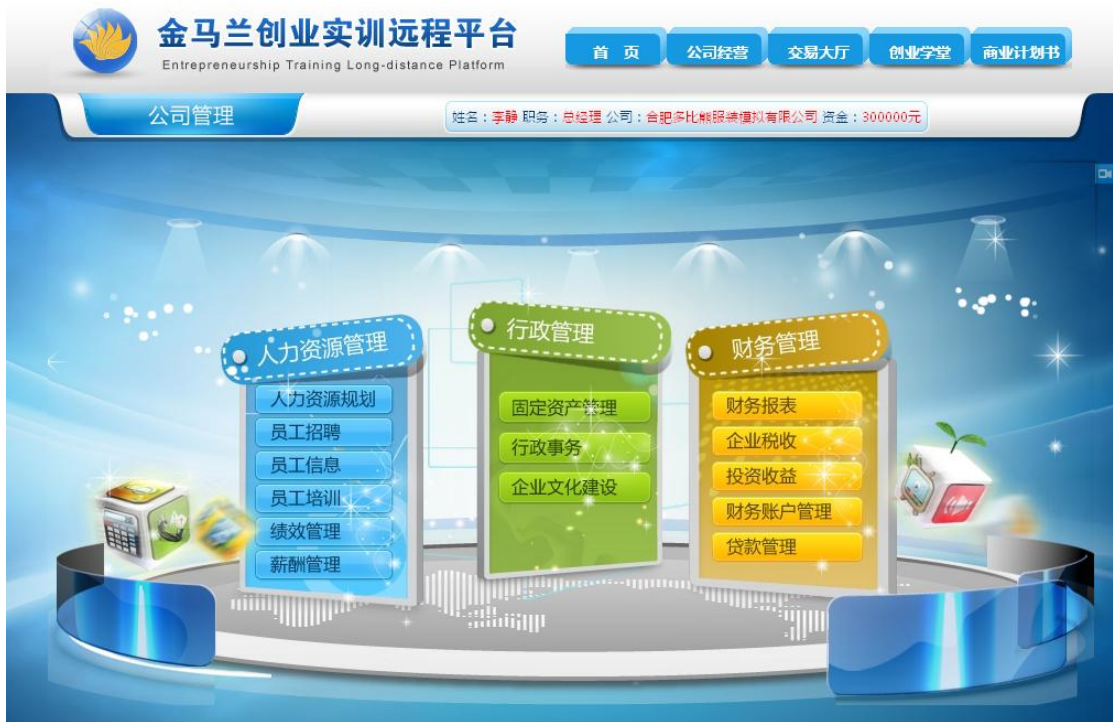 金马兰创业实训远程平台
Entrepreneurship Training Long-distance Platform
首 页 公司经营 交易大厅 创业学堂 商业计划书
公司管理
姓名：李静 职务：总经理 公司：合肥多比熊服装模拟有限公司 资金：300000元
人力资源管理
人力资源规划
员工招聘
员工信息
员工培训
绩效管理
薪酬管理
行政管理
固定资产管理
行政事务
企业文化建设
财务管理
财务报表
企业税收
投资收益
财务账户管理
贷款管理